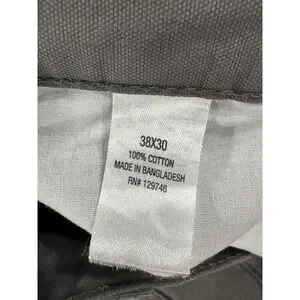 38X30
100% COTTON
MADE IN BANGLADESH
RN# 129746